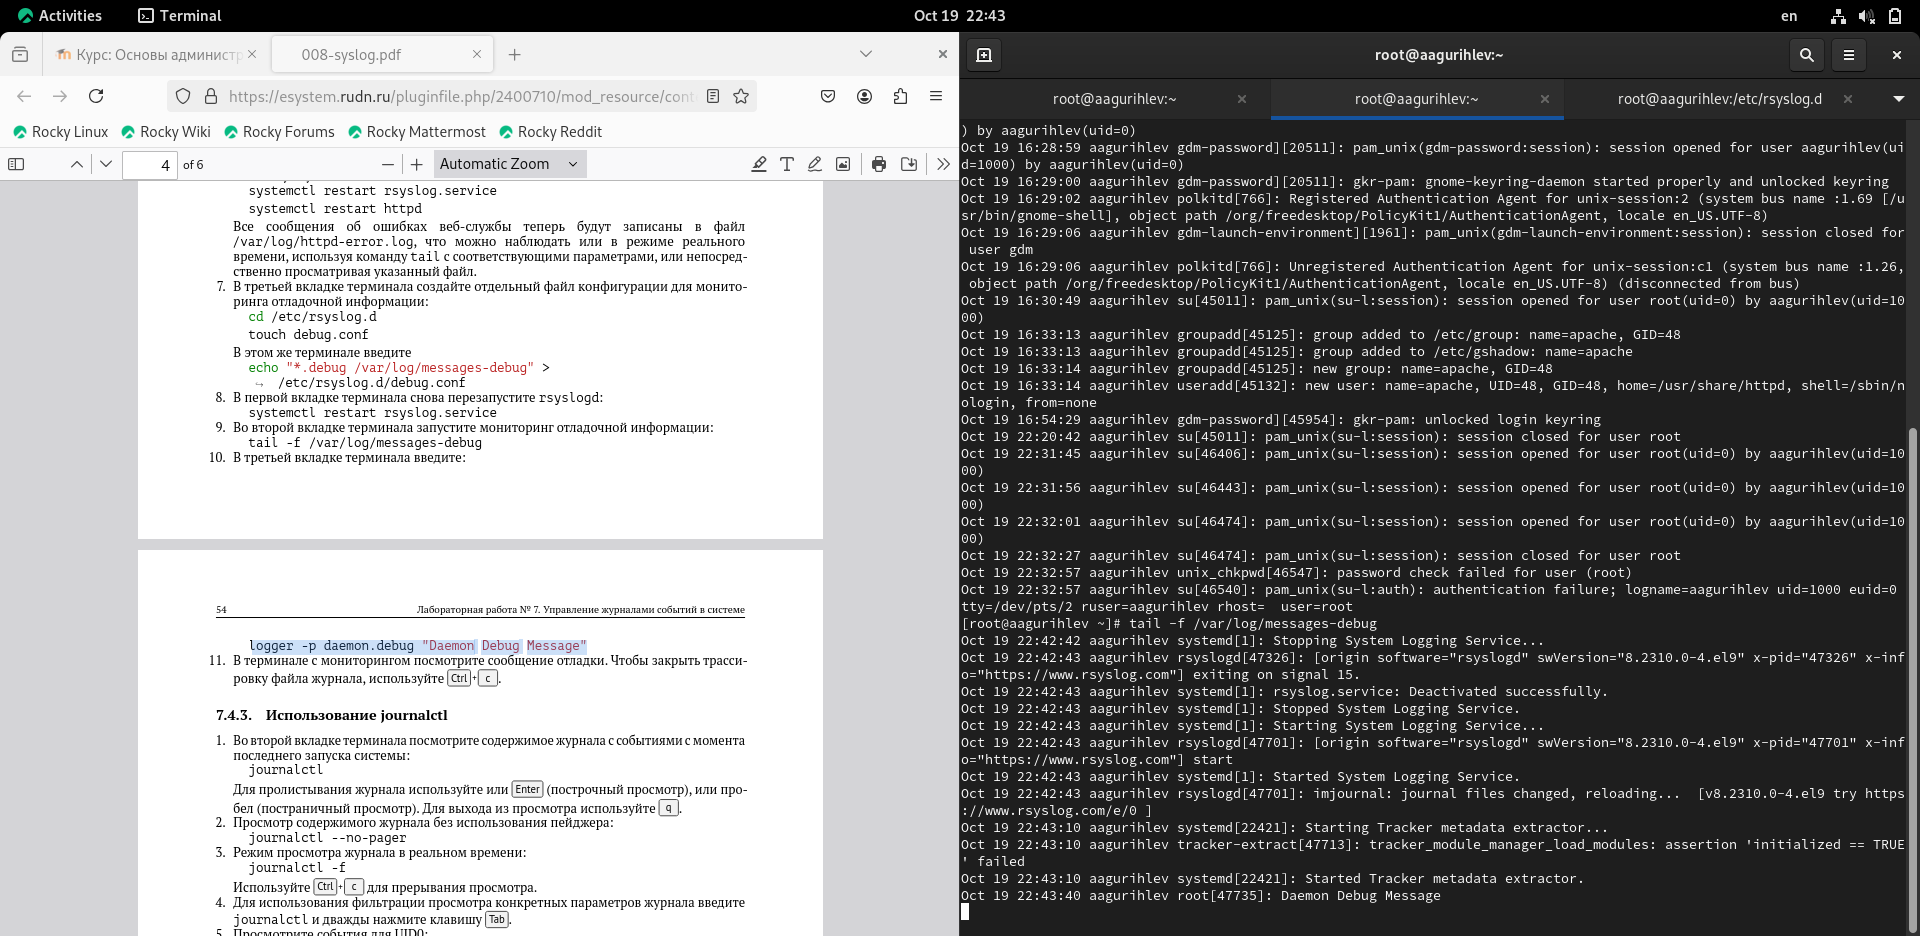 Activities
Terminal
Oct 19 22:43
en
Курс: Основы администр
008-syslog.pdf
https://esystem.rudn.ru/pluginfile.php/2400710/mod_resource/cont
Rocky Linux
Rocky Wiki
Rocky Forums
Rocky Mattermost
Rocky Reddit
4
of 6
Automatic Zoom
systemctl restart rsyslog.service
systemctl restart httpd
Все сообщения об ошибках веб-службы теперь будут записаны в файл
/var/log/httpd-error.log, что можно наблюдать или в режиме реального
времени, используя команду tail с соответствующими параметрами, или непосред-
ственно просматривая указанный файл.
7. В третьей вкладке терминала создайте отдельный файл конфигурации для монито-
ринга отладочной информации:
cd /etc/rsyslog.d
touch debug.conf
В этом же терминале введите
echo "*.debug /var/log/messages-debug" >
↪ /etc/rsyslog.d/debug.conf
8. В первой вкладке терминала снова перезапустите rsyslogd:
systemctl restart rsyslog.service
9. Во второй вкладке терминала запустите мониторинг отладочной информации:
tail -f /var/log/messages-debug
10. В третьей вкладке терминала введите:
54
Лабораторная работа № 7. Управление журналами событий в системе
logger -p daemon.debug "Daemon Debug Message"
11. В терминале с мониторингом посмотрите сообщение отладки. Чтобы закрыть трасси-
ровку файла журнала, используйте Ctrl + c .
7.4.3. Использование journalctl
1. Во второй вкладке терминала посмотрите содержимое журнала с событиями с момента
последнего запуска системы:
journalctl
Для пролистывания журнала используйте или Enter (построчный просмотр), или про-
бел (постраничный просмотр). Для выхода из просмотра используйте q .
2. Просмотр содержимого журнала без использования пейджера:
journalctl --no-pager
3. Режим просмотра журнала в реальном времени:
journalctl -f
Используйте Ctrl + c для прерывания просмотра.
4. Для использования фильтрации просмотра конкретных параметров журнала введите
journalctl и дважды нажмите клавишу Tab .
5. Просмотрите события для UID0:
root@aagurihlev:~
root@aagurihlev:~
root@aagurihlev:~
root@aagurihlev:/etc/rsyslog.d
) by aagurihlev(uid=0)
Oct 19 16:28:59 aagurihlev gdm-password][20511]: pam_unix(gdm-password:session): session opened for user aagurihlev(ui
d=1000) by aagurihlev(uid=0)
Oct 19 16:29:00 aagurihlev gdm-password][20511]: gkr-pam: gnome-keyring-daemon started properly and unlocked keyring
Oct 19 16:29:02 aagurihlev polkitd[766]: Registered Authentication Agent for unix-session:2 (system bus name :1.69 [/u
sr/bin/gnome-shell], object path /org/freedesktop/PolicyKit1/AuthenticationAgent, locale en_US.UTF-8)
Oct 19 16:29:06 aagurihlev gdm-launch-environment][1961]: pam_unix(gdm-launch-environment:session): session closed for
user gdm
Oct 19 16:29:06 aagurihlev polkitd[766]: Unregistered Authentication Agent for unix-session:c1 (system bus name :1.26,
object path /org/freedesktop/PolicyKit1/AuthenticationAgent, locale en_US.UTF-8) (disconnected from bus)
Oct 19 16:30:49 aagurihlev su[45011]: pam_unix(su-l:session): session opened for user root(uid=0) by aagurihlev(uid=10
00)
Oct 19 16:33:13 aagurihlev groupadd[45125]: group added to /etc/group: name=apache, GID=48
Oct 19 16:33:13 aagurihlev groupadd[45125]: group added to /etc/gshadow: name=apache
Oct 19 16:33:14 aagurihlev groupadd[45125]: new group: name=apache, GID=48
Oct 19 16:33:14 aagurihlev useradd[45132]: new user: name=apache, UID=48, GID=48, home=/usr/share/httpd, shell=/sbin/n
ologin, from=none
Oct 19 16:54:29 aagurihlev gdm-password][45954]: gkr-pam: unlocked login keyring
Oct 19 22:20:42 aagurihlev su[45011]: pam_unix(su-l:session): session closed for user root
Oct 19 22:31:45 aagurihlev su[46406]: pam_unix(su-l:session): session opened for user root(uid=0) by aagurihlev(uid=10
00)
Oct 19 22:31:56 aagurihlev su[46443]: pam_unix(su-l:session): session opened for user root(uid=0) by aagurihlev(uid=10
00)
Oct 19 22:32:01 aagurihlev su[46474]: pam_unix(su-l:session): session opened for user root(uid=0) by aagurihlev(uid=10
00)
Oct 19 22:32:27 aagurihlev su[46474]: pam_unix(su-l:session): session closed for user root
Oct 19 22:32:57 aagurihlev unix_chkpwd[46547]: password check failed for user (root)
Oct 19 22:32:57 aagurihlev su[46540]: pam_unix(su-l:auth): authentication failure; logname=aagurihlev uid=1000 euid=0
tty=/dev/pts/2 ruser=aagurihlev rhost=  user=root
[root@aagurihlev ~]# tail -f /var/log/messages-debug
Oct 19 22:42:42 aagurihlev systemd[1]: Stopping System Logging Service...
Oct 19 22:42:43 aagurihlev rsyslogd[47326]: [origin software="rsyslogd" swVersion="8.2310.0-4.el9" x-pid="47326" x-inf
o="https://www.rsyslog.com"] exiting on signal 15.
Oct 19 22:42:43 aagurihlev systemd[1]: rsyslog.service: Deactivated successfully.
Oct 19 22:42:43 aagurihlev systemd[1]: Stopped System Logging Service.
Oct 19 22:42:43 aagurihlev systemd[1]: Starting System Logging Service...
Oct 19 22:42:43 aagurihlev rsyslogd[47701]: [origin software="rsyslogd" swVersion="8.2310.0-4.el9" x-pid="47701" x-inf
o="https://www.rsyslog.com"] start
Oct 19 22:42:43 aagurihlev systemd[1]: Started System Logging Service.
Oct 19 22:42:43 aagurihlev rsyslogd[47701]: imjournal: journal files changed, reloading...  [v8.2310.0-4.el9 try https
://www.rsyslog.com/e/0 ]
Oct 19 22:43:10 aagurihlev systemd[22421]: Starting Tracker metadata extractor...
Oct 19 22:43:10 aagurihlev tracker-extract[47713]: tracker_module_manager_load_modules: assertion 'initialized == TRUE
' failed
Oct 19 22:43:10 aagurihlev systemd[22421]: Started Tracker metadata extractor.
Oct 19 22:43:40 aagurihlev root[47735]: Daemon Debug Message